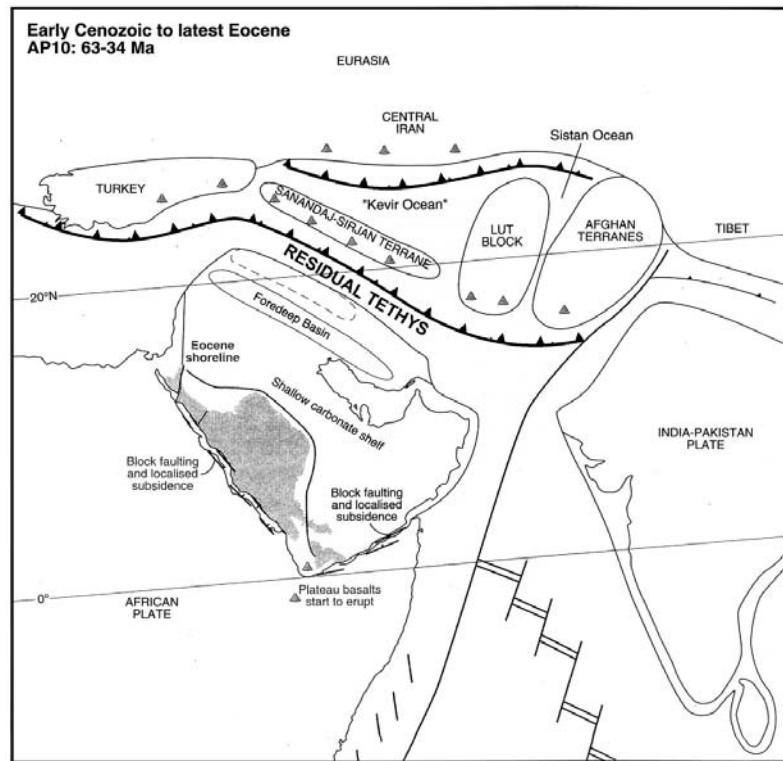 Early Cenozoic to latest Eocene
AP10: 63-34 Ma
EURASIA
CENTRAL
IRAN
Sistan Ocean
TURKEY
"Kevir Ocean"
SANANDAJ-SIRJAN TERRANE
LUT
BLOCK
AFGHAN
TERRANES
TIBET
RESIDUAL TETHYS
20°N
Foredeep Basin
Eocene
shoreline
Shallow carbonate shelf
INDIA-PAKISTAN
PLATE
Block faulting
and localised
subsidence
Block faulting
and localised
subsidence
0°
AFRICAN
PLATE
Plateau basalts
start to erupt